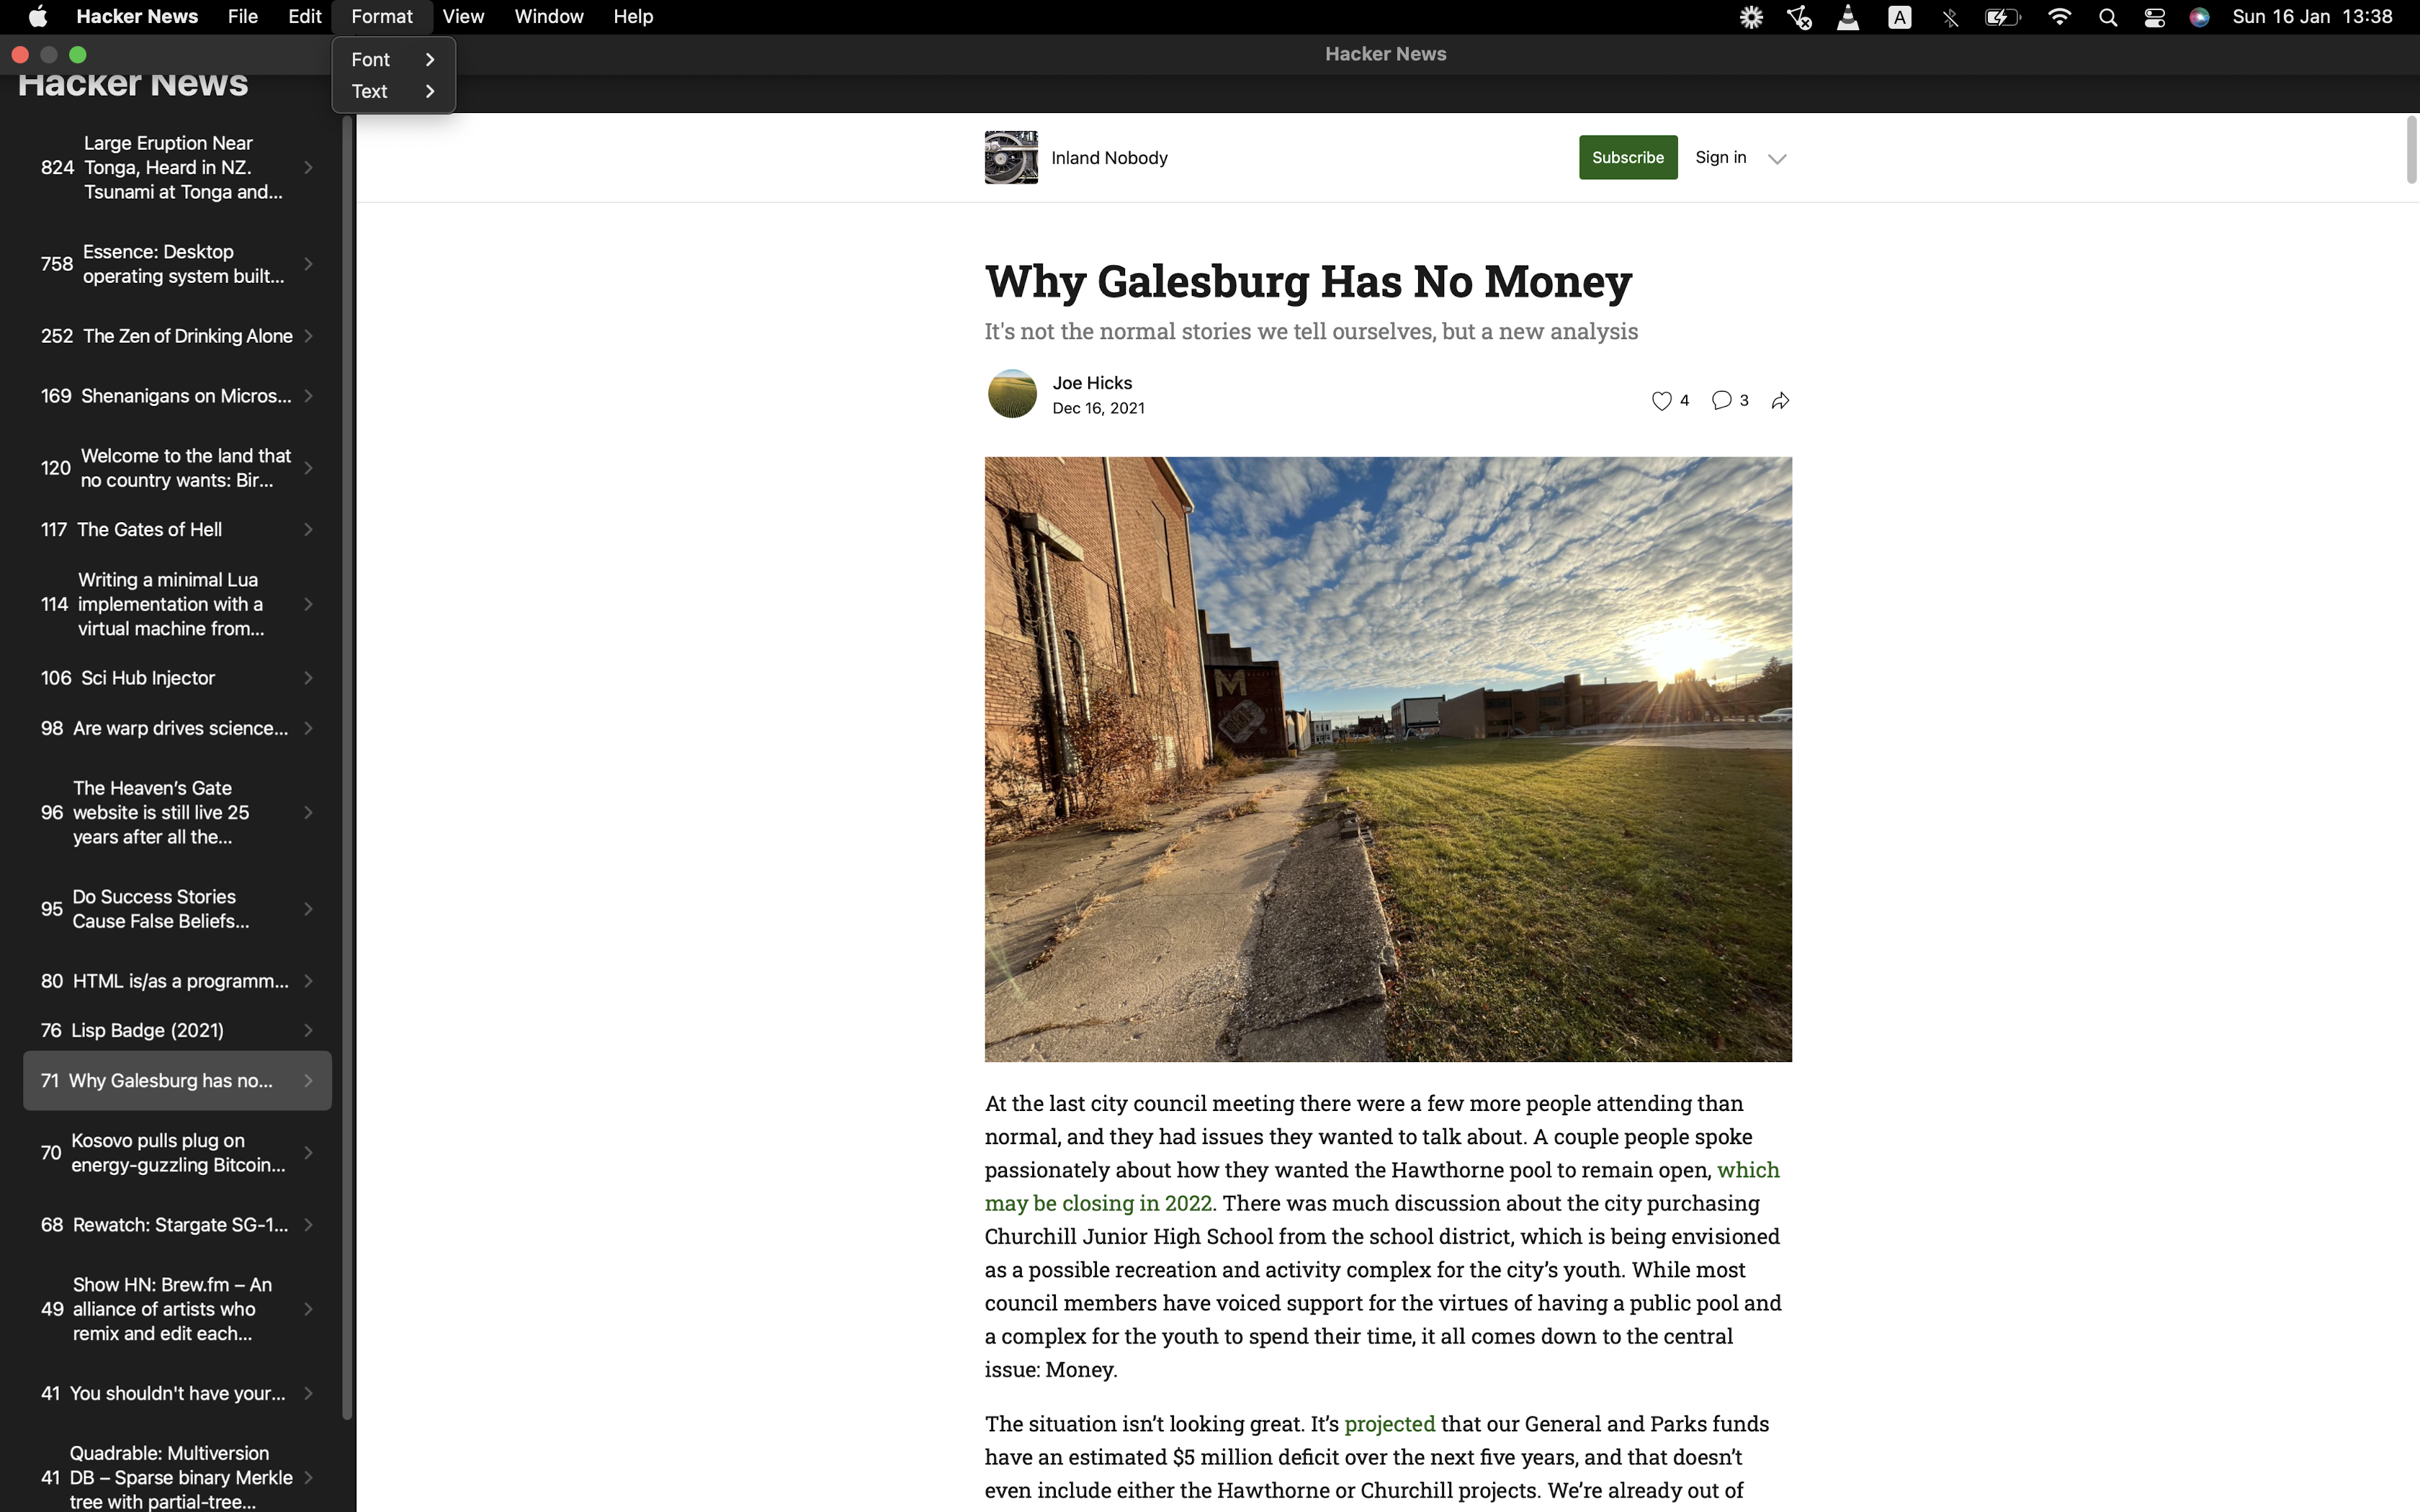 Hacker News File Edit Format View Window Help
A
Sun 16 Jan 13:38
Hacker News
Font
Text
Hacker News
824 Large Eruption Near
Tonga, Heard in NZ.
Tsunami at Tonga and...
758 Essence: Desktop
operating system built...
252 The Zen of Drinking Alone
169 Shenanigans on Micros...
120 Welcome to the land that
no country wants: Bir...
117 The Gates of Hell
114 Writing a minimal Lua
implementation with a
virtual machine from...
106 Sci Hub Injector
98 Are warp drives science...
96 The Heaven’s Gate
website is still live 25
years after all the...
95 Do Success Stories
Cause False Beliefs...
80 HTML is/as a programm...
76 Lisp Badge (2021)
71 Why Galesburg has no...
70 Kosovo pulls plug on
energy-guzzling Bitcoin...
68 Rewatch: Stargate SG-1...
49 Show HN: Brew.fm – An
alliance of artists who
remix and edit each...
41 You shouldn't have your...
41 Quadrable: Multiversion
DB – Sparse binary Merkle
tree with partial-tree...
Inland Nobody
Subscribe Sign in
Why Galesburg Has No Money
It's not the normal stories we tell ourselves, but a new analysis
Joe Hicks
Dec 16, 2021
4 3
M
At the last city council meeting there were a few more people attending than
normal, and they had issues they wanted to talk about. A couple people spoke
passionately about how they wanted the Hawthorne pool to remain open, which
may be closing in 2022. There was much discussion about the city purchasing
Churchill Junior High School from the school district, which is being envisioned
as a possible recreation and activity complex for the city’s youth. While most
council members have voiced support for the virtues of having a public pool and
a complex for the youth to spend their time, it all comes down to the central
issue: Money.
The situation isn’t looking great. It’s projected that our General and Parks funds
have an estimated $5 million deficit over the next five years, and that doesn’t
even include either the Hawthorne or Churchill projects. We’re already out of